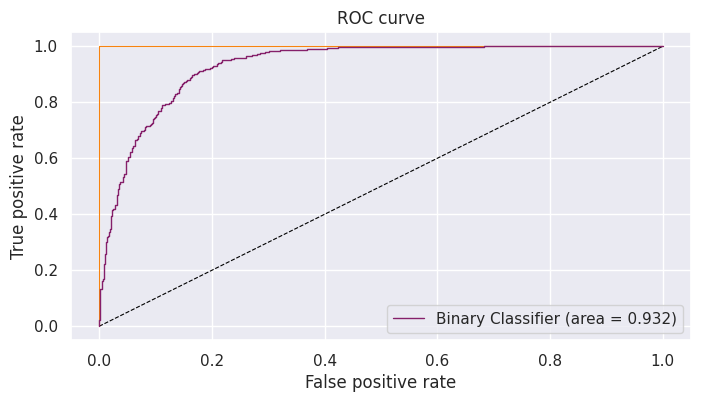 ROC curve
True positive rate
1.0
0.8
0.6
0.4
0.2
0.0
Binary Classifier (area = 0.932)
0.0 0.2 0.4 0.6 0.8 1.0
False positive rate